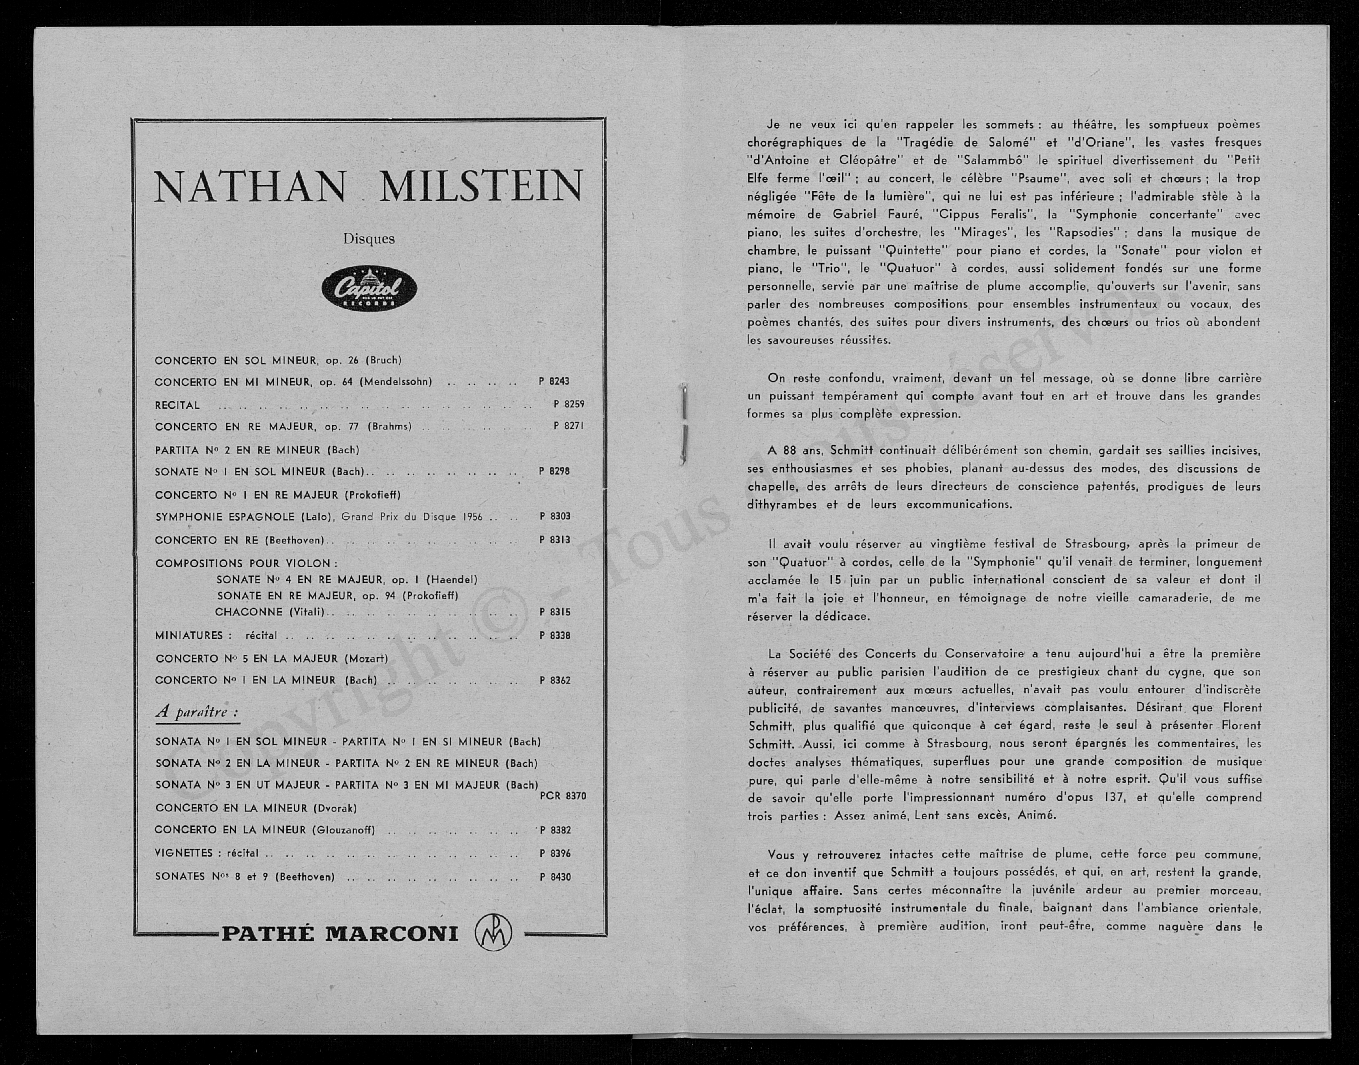 NATHAN MILSTEIN
Disques
Capitol
RECORDS
CONCERTO EN SOL MINEUR, op. 26 (Bruch)
CONCERTO EN MI MINEUR, op. 64 (Mendelssohn) .. .. .. .. P 8243
RECITAL .. .. .. .. .. .. .. .. .. .. .. .. .. .. .. .. P 8259
CONCERTO EN RE MAJEUR, op. 77 (Brahms) .. .. .. .. .. .. P 8271
PARTITA No 2 EN RE MINEUR (Bach)
SONATE No 1 EN SOL MINEUR (Bach).. .. .. .. .. .. .. .. P 8298
CONCERTO No 1 EN RE MAJEUR (Prokofieff)
SYMPHONIE ESPAGNOLE (Lalo), Grand Prix du Disque 1956 .. .. P 8303
CONCERTO EN RE (Beethoven).. .. .. .. .. .. .. .. .. .. P 8313
COMPOSITIONS POUR VIOLON :
SONATE No 4 EN RE MAJEUR, op. 1 (Haendel)
SONATE EN RE MAJEUR, op. 94 (Prokofieff)
CHACONNE (Vitali).. .. .. .. .. .. .. .. .. .. P 8315
MINIATURES : récital .. .. .. .. .. .. .. .. .. .. .. .. P 8338
CONCERTO No 5 EN LA MAJEUR (Mozart)
CONCERTO No 1 EN LA MINEUR (Bach) .. .. .. .. .. .. .. P 8362
A paraître :
SONATA No 1 EN SOL MINEUR - PARTITA No 1 EN SI MINEUR (Bach)
SONATA No 2 EN LA MINEUR - PARTITA No 2 EN RE MINEUR (Bach)
SONATA No 3 EN UT MAJEUR - PARTITA No 3 EN MI MAJEUR (Bach)
PCR 8370
CONCERTO EN LA MINEUR (Dvorak)
CONCERTO EN LA MINEUR (Glouzanoff) .. .. .. .. .. .. .. P 8382
VIGNETTES : récital .. .. .. .. .. .. .. .. .. .. .. .. .. P 8396
SONATES Nos 8 et 9 (Beethoven) .. .. .. .. .. .. .. .. .. P 8430
PATHÉ MARCONI
Je ne veux ici qu'en rappeler les sommets : au théâtre, les somptueux poèmes
chorégraphiques de la "Tragédie de Salomé" et "d'Oriane", les vastes fresques
"d'Antoine et Cléopâtre" et de "Salammbô" le spirituel divertissement du "Petit
Elfe ferme l'œil" ; au concert, le célèbre "Psaume", avec soli et chœurs ; la trop
négligée "Fête de la lumière", qui ne lui est pas inférieure ; l'admirable stèle à la
mémoire de Gabriel Fauré, "Cippus Feralis", la "Symphonie concertante" avec
piano, les suites d'orchestre, les "Mirages", les "Rapsodies" ; dans la musique de
chambre, le puissant "Quintette" pour piano et cordes, la "Sonate" pour violon et
piano, le "Trio", le "Quatuor" à cordes, aussi solidement fondés sur une forme
personnelle, servie par une maîtrise de plume accomplie, qu'ouverts sur l'avenir, sans
parler des nombreuses compositions pour ensembles instrumentaux ou vocaux, des
poèmes chantés, des suites pour divers instruments, des chœurs ou trios où abondent
les savoureuses réussites.
On reste confondu, vraiment, devant un tel message, où se donne libre carrière
un puissant tempérament qui compte avant tout en art et trouve dans les grandes
formes sa plus complète expression.
A 88 ans, Schmitt continuait délibérément son chemin, gardait ses saillies incisives,
ses enthousiasmes et ses phobies, planant au-dessus des modes, des discussions de
chapelle, des arrêts de leurs directeurs de conscience patentés, prodigues de leurs
dithyrambes et de leurs excommunications.
Il avait voulu réserver au vingtième festival de Strasbourg, après la primeur de
son "Quatuor" à cordes, celle de la "Symphonie" qu'il venait de terminer, longuement
acclamée le 15 juin par un public international conscient de sa valeur et dont il
m'a fait la joie et l'honneur, en témoignage de notre vieille camaraderie, de me
réserver la dédicace.
La Société des Concerts du Conservatoire a tenu aujourd'hui a être la première
à réserver au public parisien l'audition de ce prestigieux chant du cygne, que son
auteur, contrairement aux mœurs actuelles, n'avait pas voulu entourer d'indiscrète
publicité, de savantes manœuvres, d'interviews complaisantes. Désirant que Florent
Schmitt, plus qualifié que quiconque à cet égard, reste le seul à présenter Florent
Schmitt. Aussi, ici comme à Strasbourg, nous seront épargnés les commentaires, les
doctes analyses thématiques, superflues pour une grande composition de musique
pure, qui parle d'elle-même à notre sensibilité et à notre esprit. Qu'il vous suffise
de savoir qu'elle porte l'impressionnant numéro d'opus 137, et qu'elle comprend
trois parties : Assez animé, Lent sans excès, Animé.
Vous y retrouverez intactes cette maîtrise de plume, cette force peu commune,
et ce don inventif que Schmitt a toujours possédés, et qui, en art, restent la grande,
l'unique affaire. Sans certes méconnaître la juvénile ardeur au premier morceau,
l'éclat, la somptuosité instrumentale du finale, baignant dans l'ambiance orientale,
vos préférences, à première audition, iront peut-être, comme naguère dans le
Copyright © - Tous droits réservés